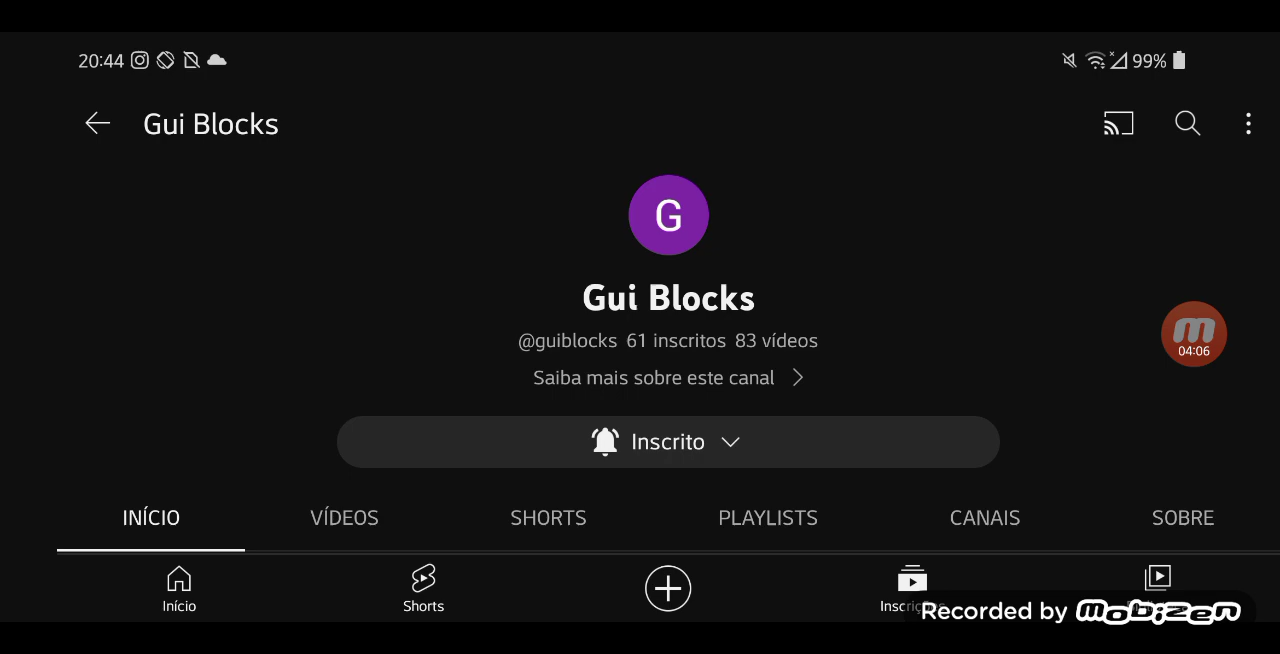 20:44
99%
Gui Blocks
G
Gui Blocks
@guiblocks 61 inscritos 83 vídeos
Saiba mais sobre este canal
m
04:06
Inscrito
INÍCIO VÍDEOS SHORTS PLAYLISTS CANAIS SOBRE
Início Shorts
Recorded by mobizen